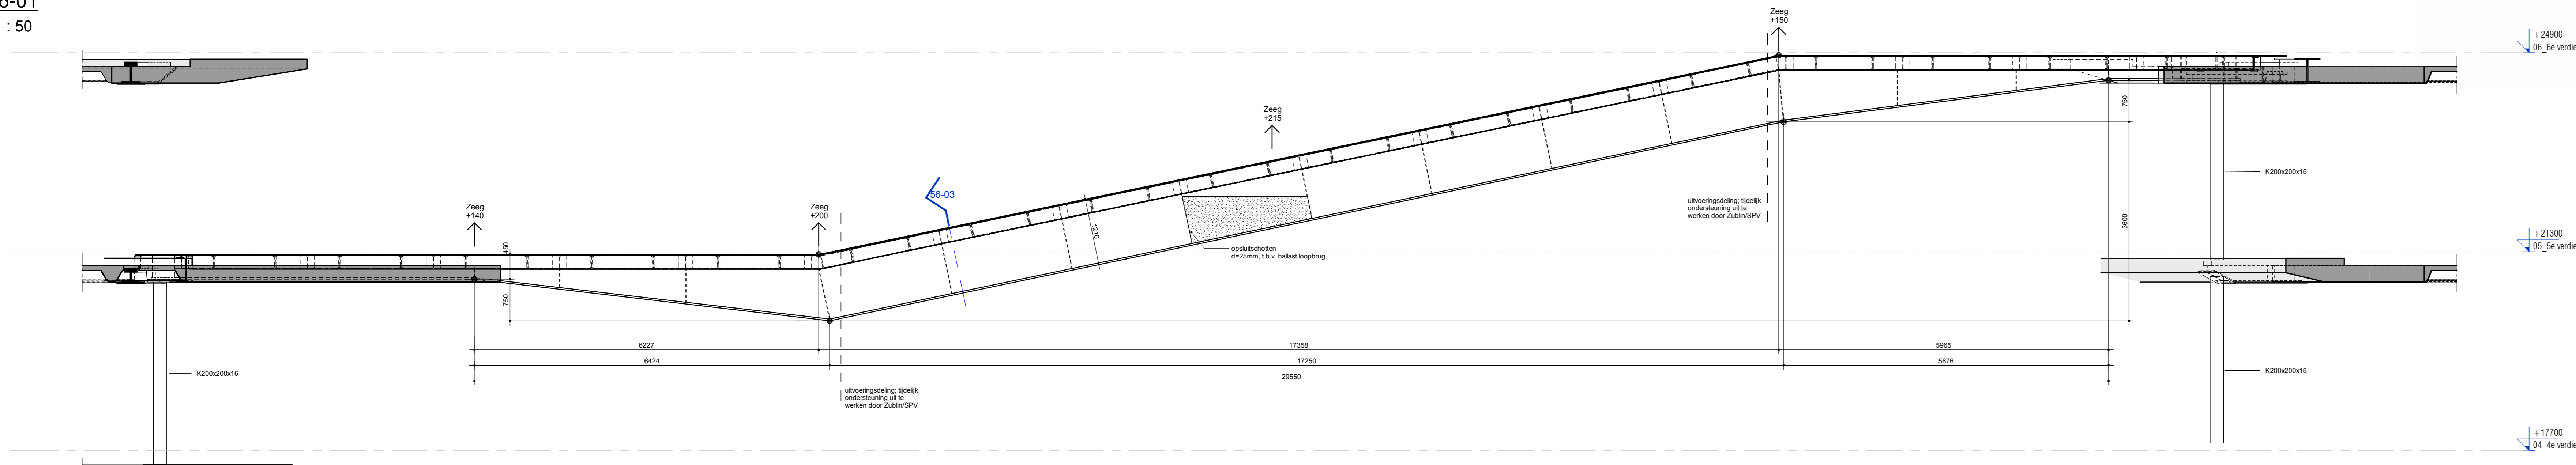 6-01
: 50
Zeeg
+150
+24900
06_6e verdie
Zeeg
+215
750
K200x200x16
56-03
uitvoeringsdeling; tijdelijk
ondersteuning uit te
werken door Zublin/SPV
Zeeg
+140
Zeeg
+200
1210
3600
+21300
05_5e verdie
opsluitschotten
d=25mm, t.b.v. ballast loopbrug
450
750
6227
17358
5965
6424
17250
5876
29550
K200x200x16
K200x200x16
uitvoeringsdeling; tijdelijk
ondersteuning uit te
werken door Zublin/SPV
+17700
04_4e verdie